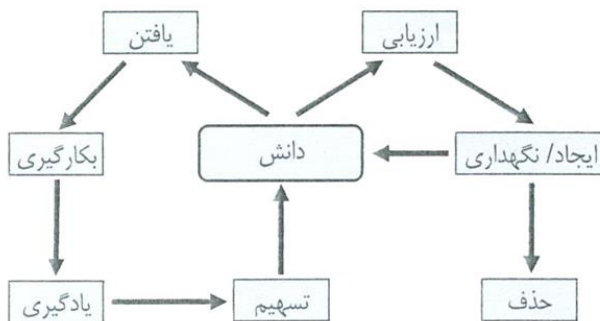 ارزیابی
یافتن
ایجاد/ نگهداری
دانش
بکارگیری
حذف
تسهیم
یادگیری